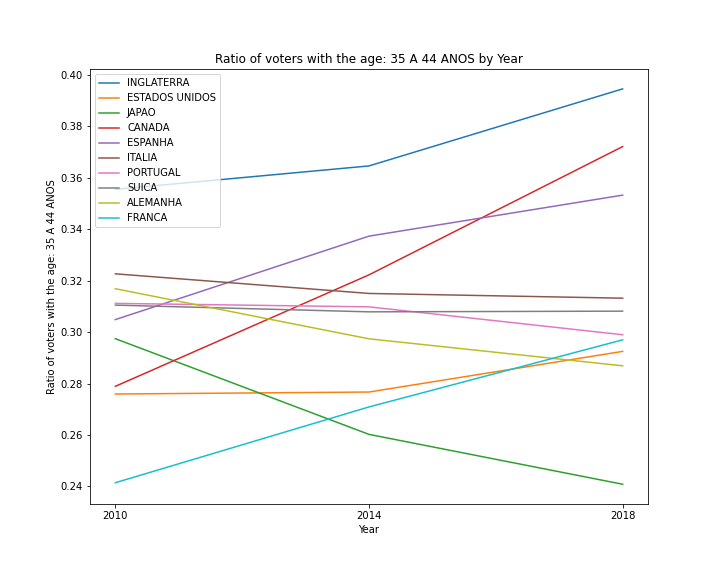 Ratio of voters with the age: 35 A 44 ANOS by Year
0.40
0.38
0.36
0.34
0.32
0.30
0.28
0.26
0.24
Ratio of voters with the age: 35 A 44 ANOS
INGLATERRA
ESTADOS UNIDOS
JAPAO
CANADA
ESPANHA
ITALIA
PORTUGAL
SUICA
ALEMANHA
FRANCA
2010 2014 2018
Year